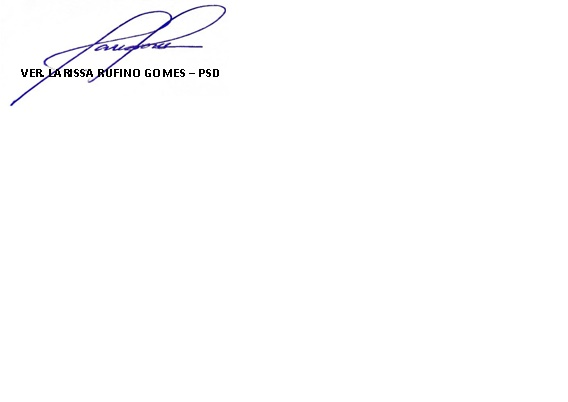 VER. LARISSA RUFINO GOMES – PSD